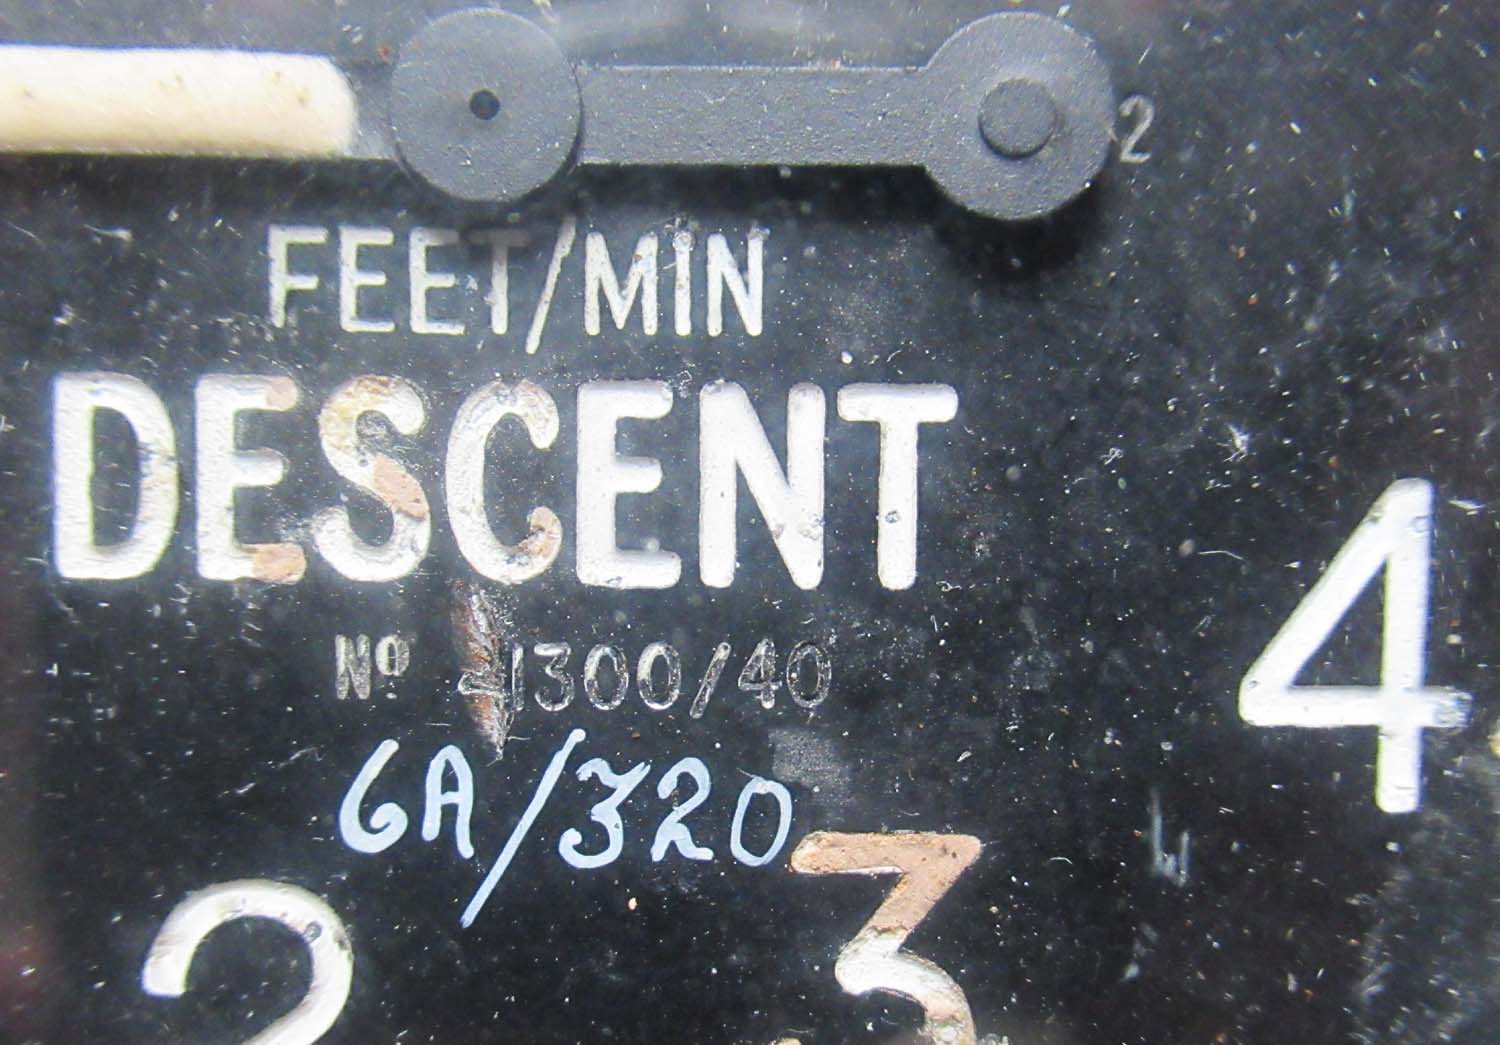 2
FEET/MIN
DESCENT
4
Nº 1300/40
6A/320
3
2